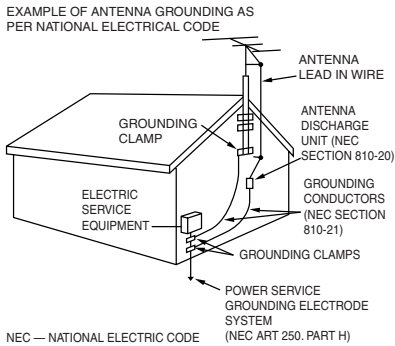 EXAMPLE OF ANTENNA GROUNDING AS
PER NATIONAL ELECTRICAL CODE
ANTENNA
LEAD IN WIRE
GROUNDING
CLAMP
ANTENNA
DISCHARGE
UNIT (NEC
SECTION 810-20)
ELECTRIC
SERVICE
EQUIPMENT
GROUNDING
CONDUCTORS
(NEC SECTION
810-21)
GROUNDING CLAMPS
POWER SERVICE
GROUNDING ELECTRODE
SYSTEM
(NEC ART 250. PART H)
NEC — NATIONAL ELECTRIC CODE